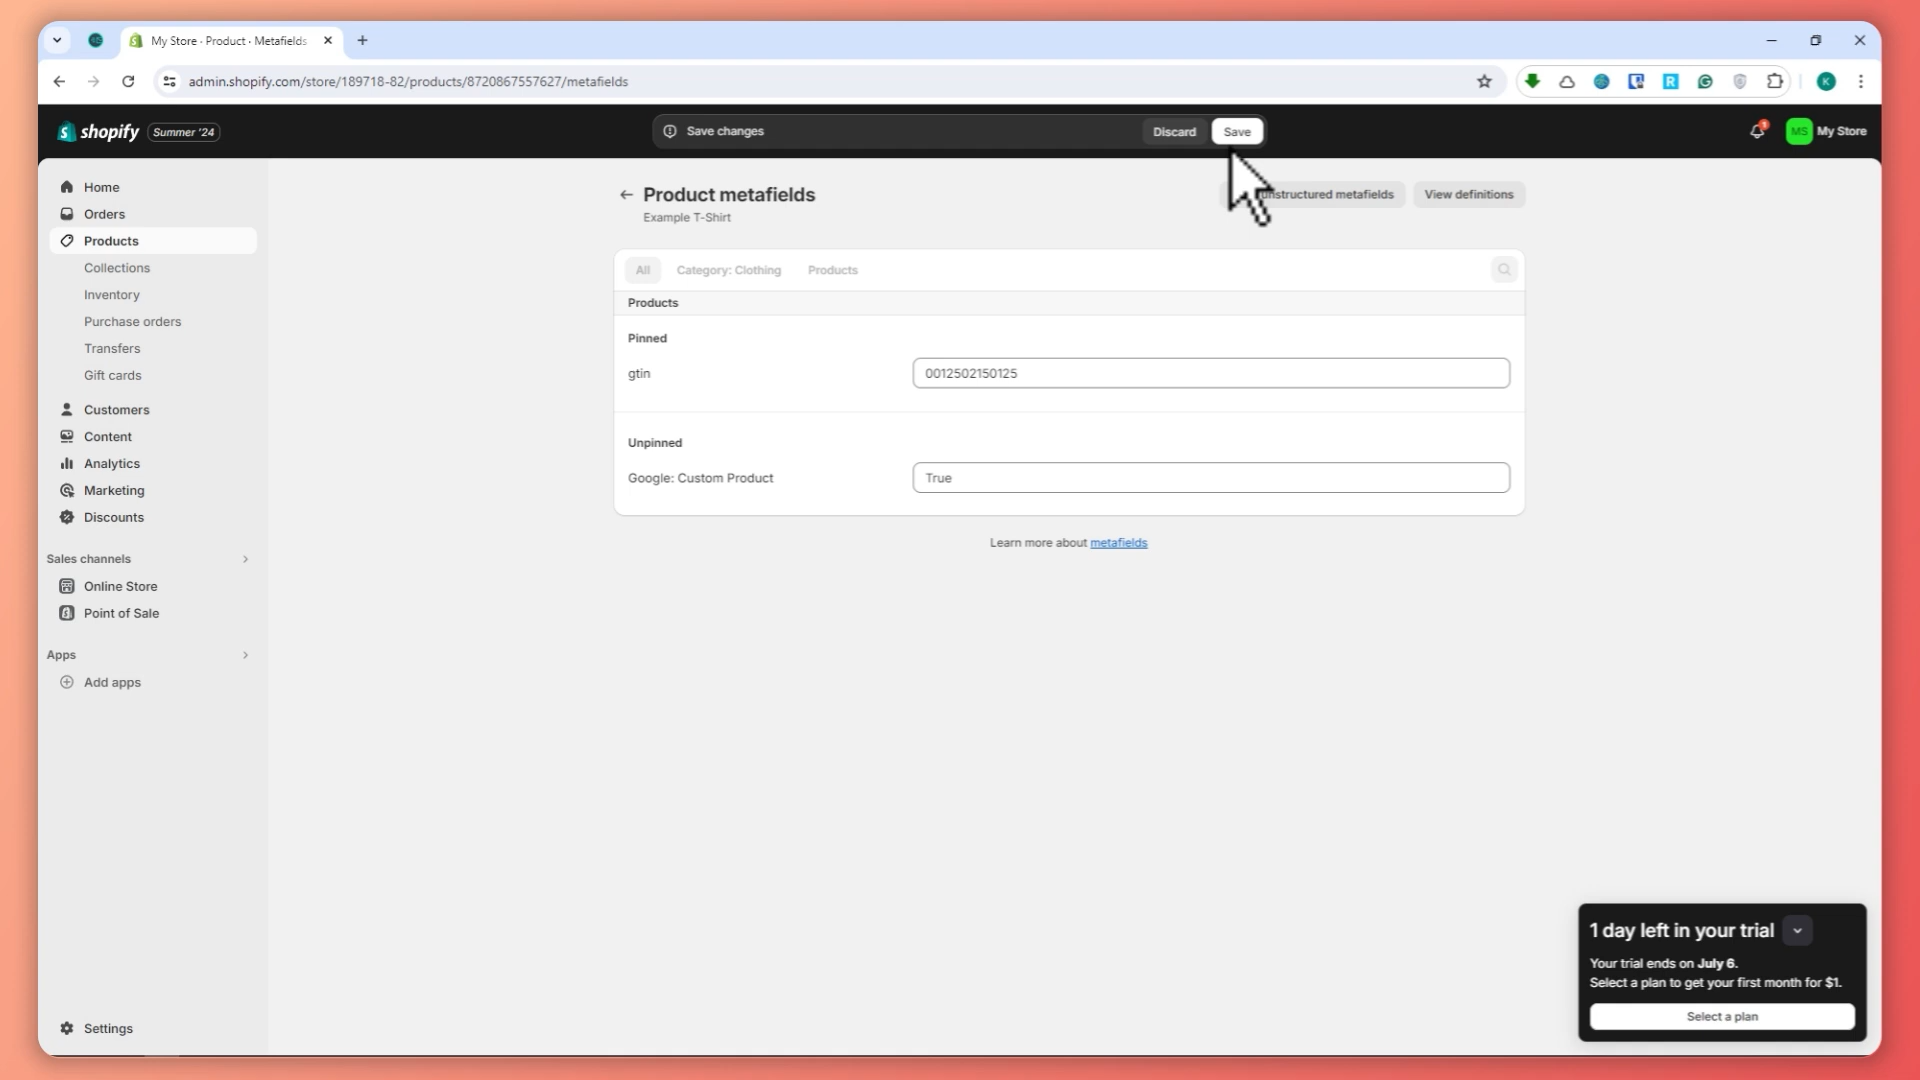 My Store · Product · Metafields
admin.shopify.com/store/189718-82/products/8720867557627/metafields
K
shopify
Summer '24
Save changes
Discard
Save
MS
My Store
Home
Orders
Products
Collections
Inventory
Purchase orders
Transfers
Gift cards
Customers
Content
Analytics
Marketing
Discounts
Sales channels
Online Store
Point of Sale
Apps
Add apps
Settings
Product metafields
Example T-Shirt
unstructured metafields
View definitions
All
Category: Clothing
Products
Products
Pinned
gtin
0012502150125
Unpinned
Google: Custom Product
True
Learn more about metafields
1 day left in your trial
Your trial ends on July 6.
Select a plan to get your first month for $1.
Select a plan